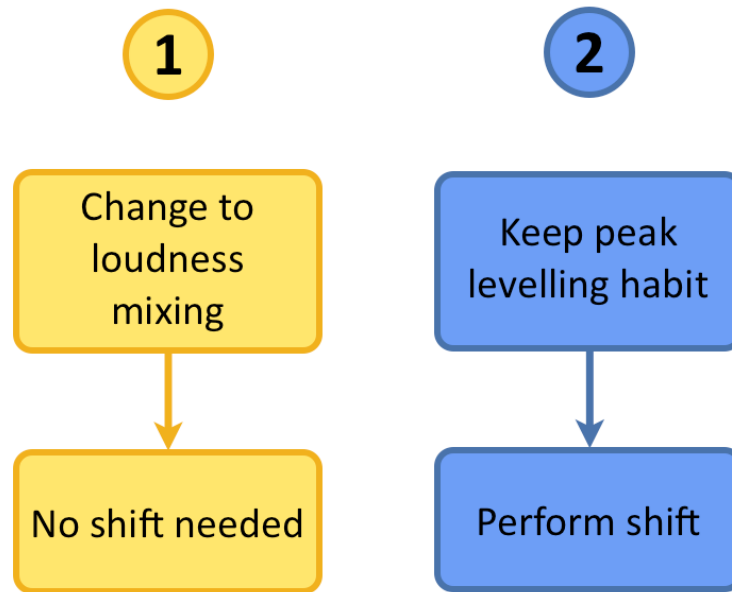 1
2
Change to
loudness
mixing
Keep peak
levelling habit
No shift needed
Perform shift